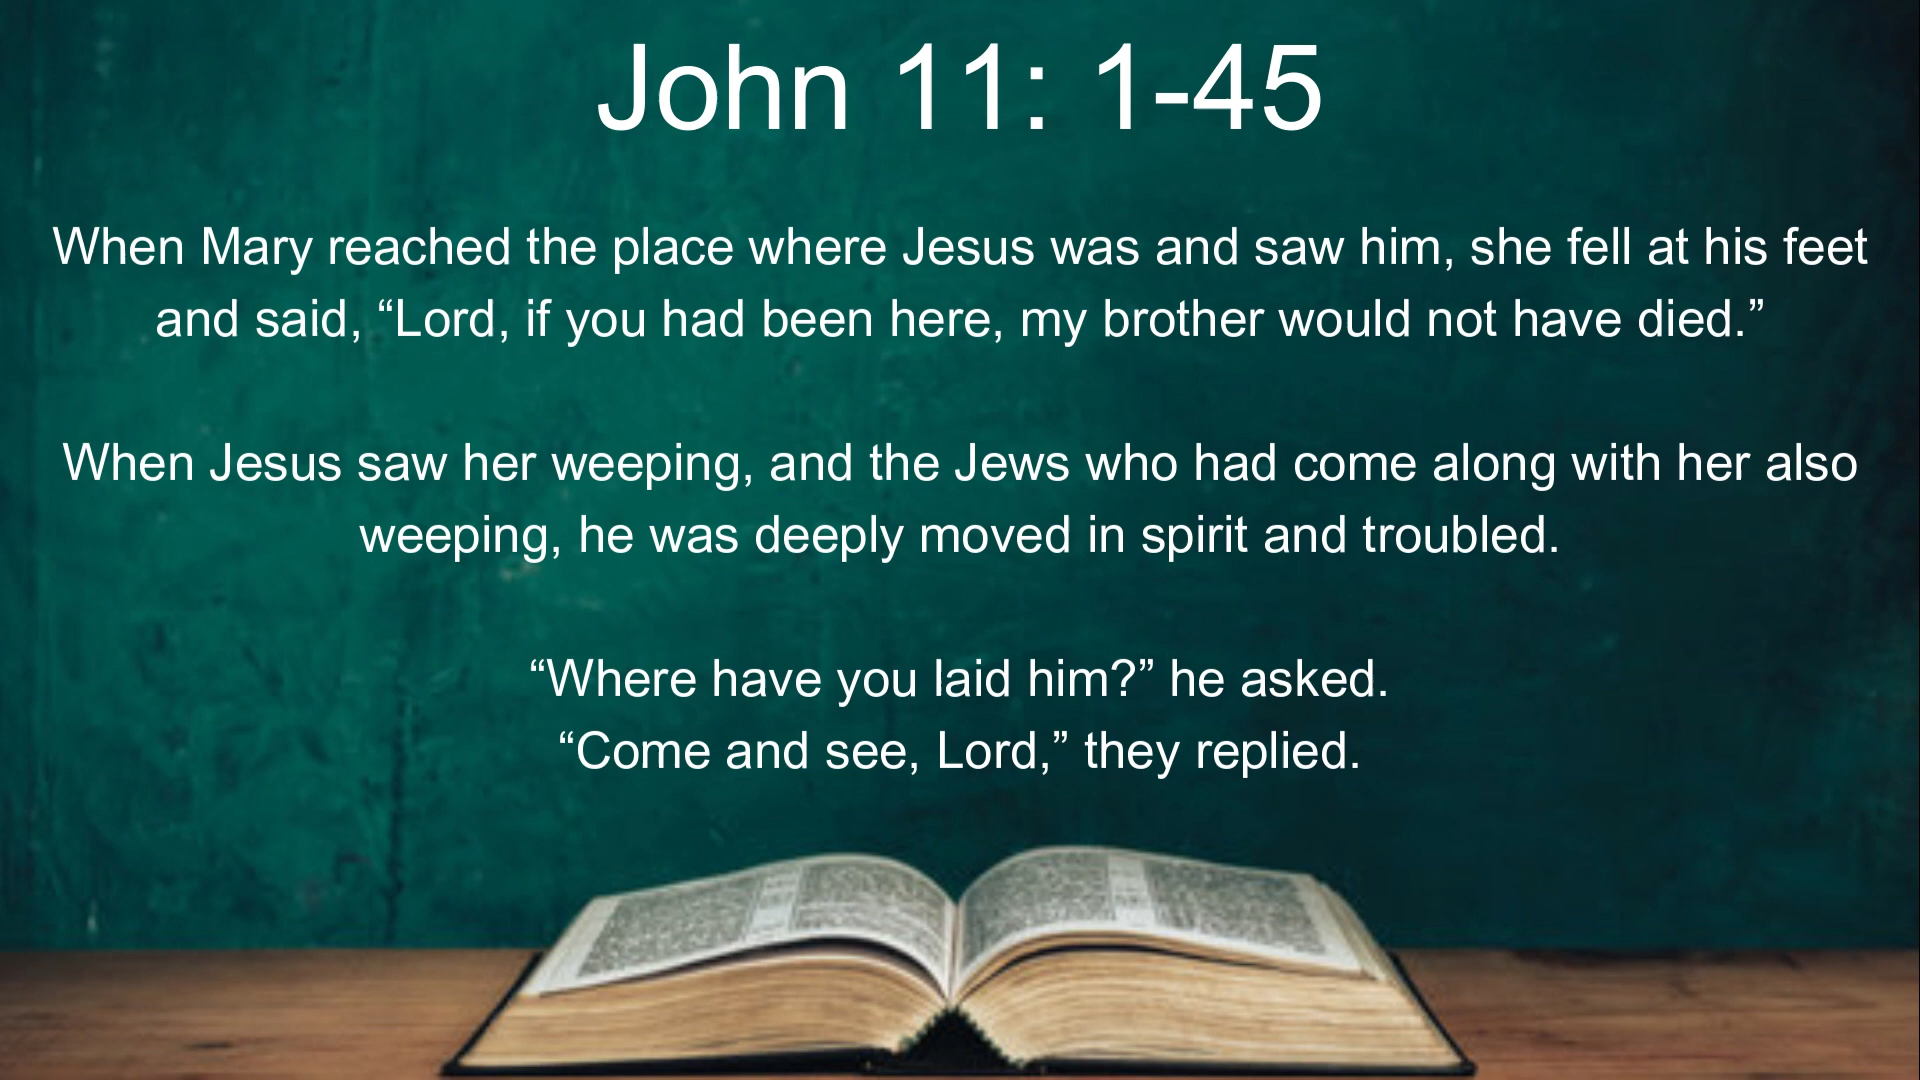 John 11: 1-45
When Mary reached the place where Jesus was and saw him, she fell at his feet
and said, “Lord, if you had been here, my brother would not have died.”
When Jesus saw her weeping, and the Jews who had come along with her also
weeping, he was deeply moved in spirit and troubled.
“Where have you laid him?” he asked.
“Come and see, Lord,” they replied.